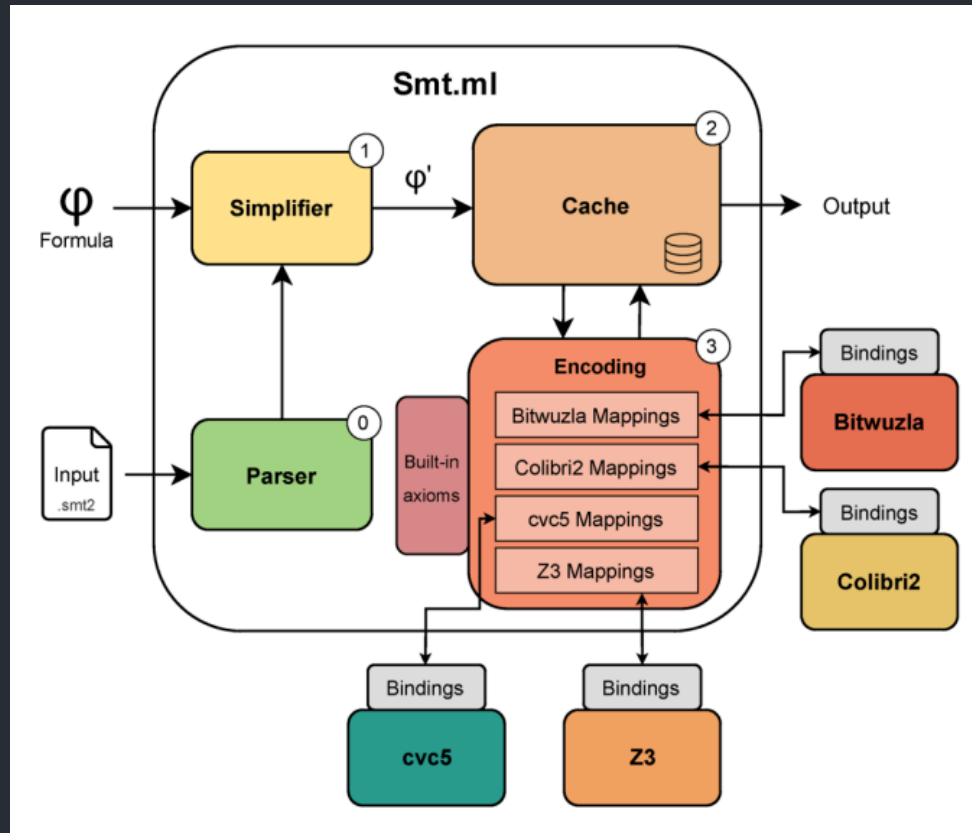 Smt.ml
φ
Formula
1
Simplifier
φ'
2
Cache
Output
3
Encoding
Bitwuzla Mappings
Colibri2 Mappings
cvc5 Mappings
Z3 Mappings
Built-in
axioms
0
Parser
Input
.smt2
Bindings
Bitwuzla
Bindings
Colibri2
Bindings
cvc5
Bindings
Z3